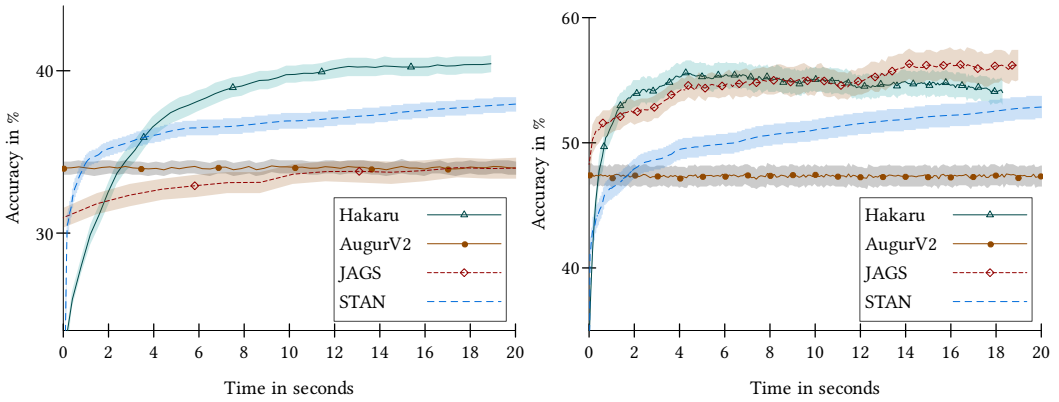 40
30
Accuracy in %
Hakaru
AugurV2
JAGS
STAN
0 2 4 6 8 10 12 14 16 18 20
Time in seconds
60
50
40
Accuracy in %
Hakaru
AugurV2
JAGS
STAN
0 2 4 6 8 10 12 14 16 18 20
Time in seconds